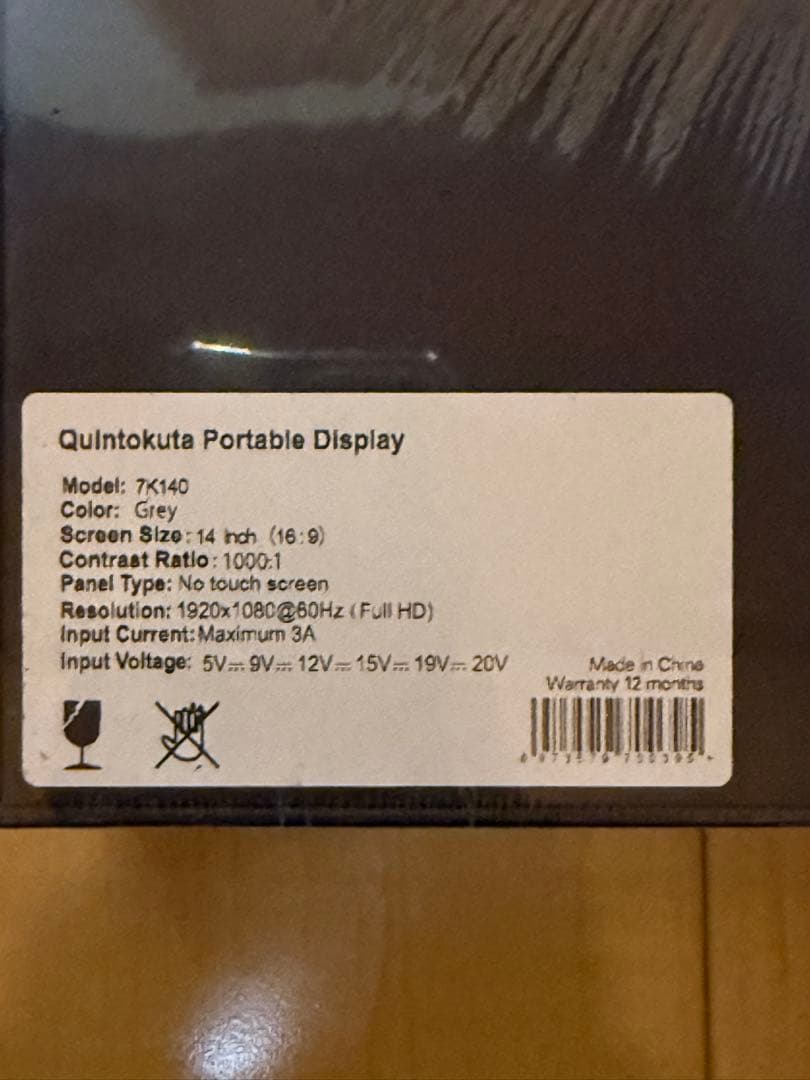 Quintokuta Portable Display
Model: 7K140
Color: Grey
Screen Size: 14 inch (16:9)
Contrast Ratio: 1000:1
Panel Type: No touch screen
Resolution: 1920x1080@60Hz (Full HD)
Input Current: Maximum 3A
Input Voltage: 5V⎓ 9V⎓ 12V⎓ 15V⎓ 19V⎓ 20V
Made in China
Warranty 12 months